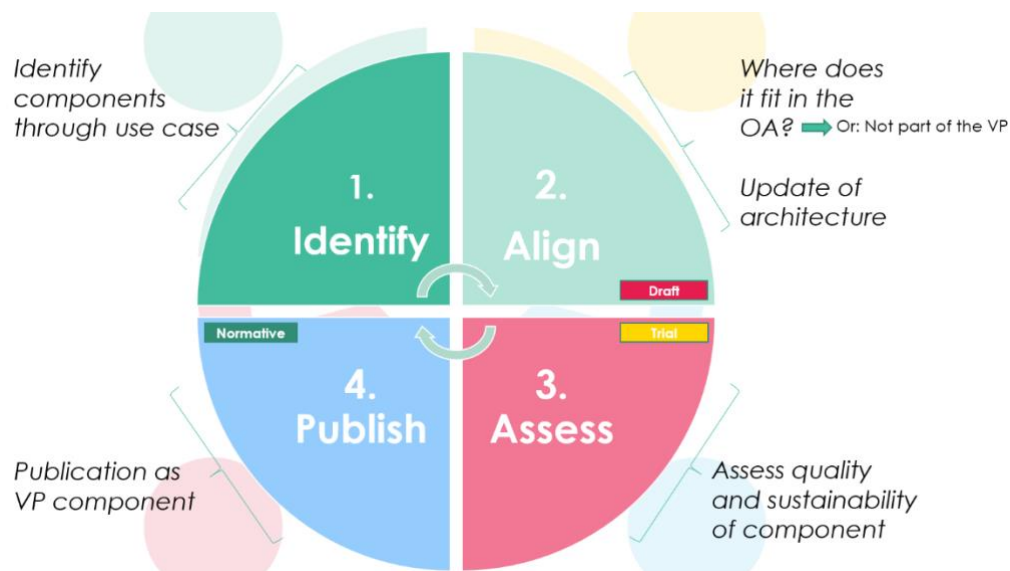 Identify
components
through use case
1.
Identify
2.
Align
Draft
Where does
it fit in the
OA? Or: Not part of the VP
Update of
architecture
Normative
4.
Publish
Trial
3.
Assess
Publication as
VP component
Assess quality
and sustainability
of component